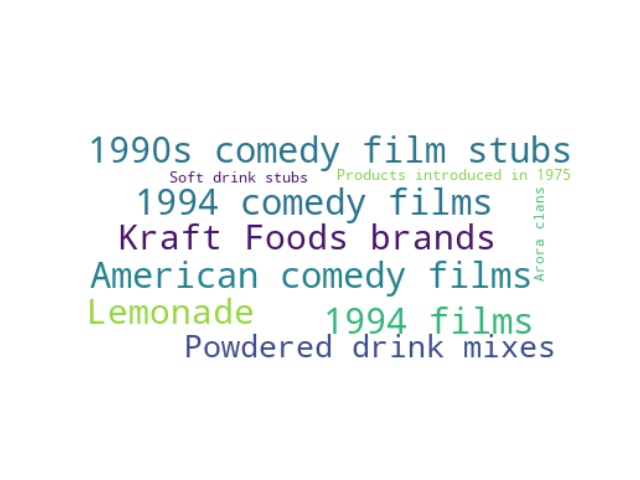 1990s comedy film stubs
Soft drink stubs
Products introduced in 1975
1994 comedy films
Arora clans
Kraft Foods brands
American comedy films
Lemonade
1994 films
Powdered drink mixes